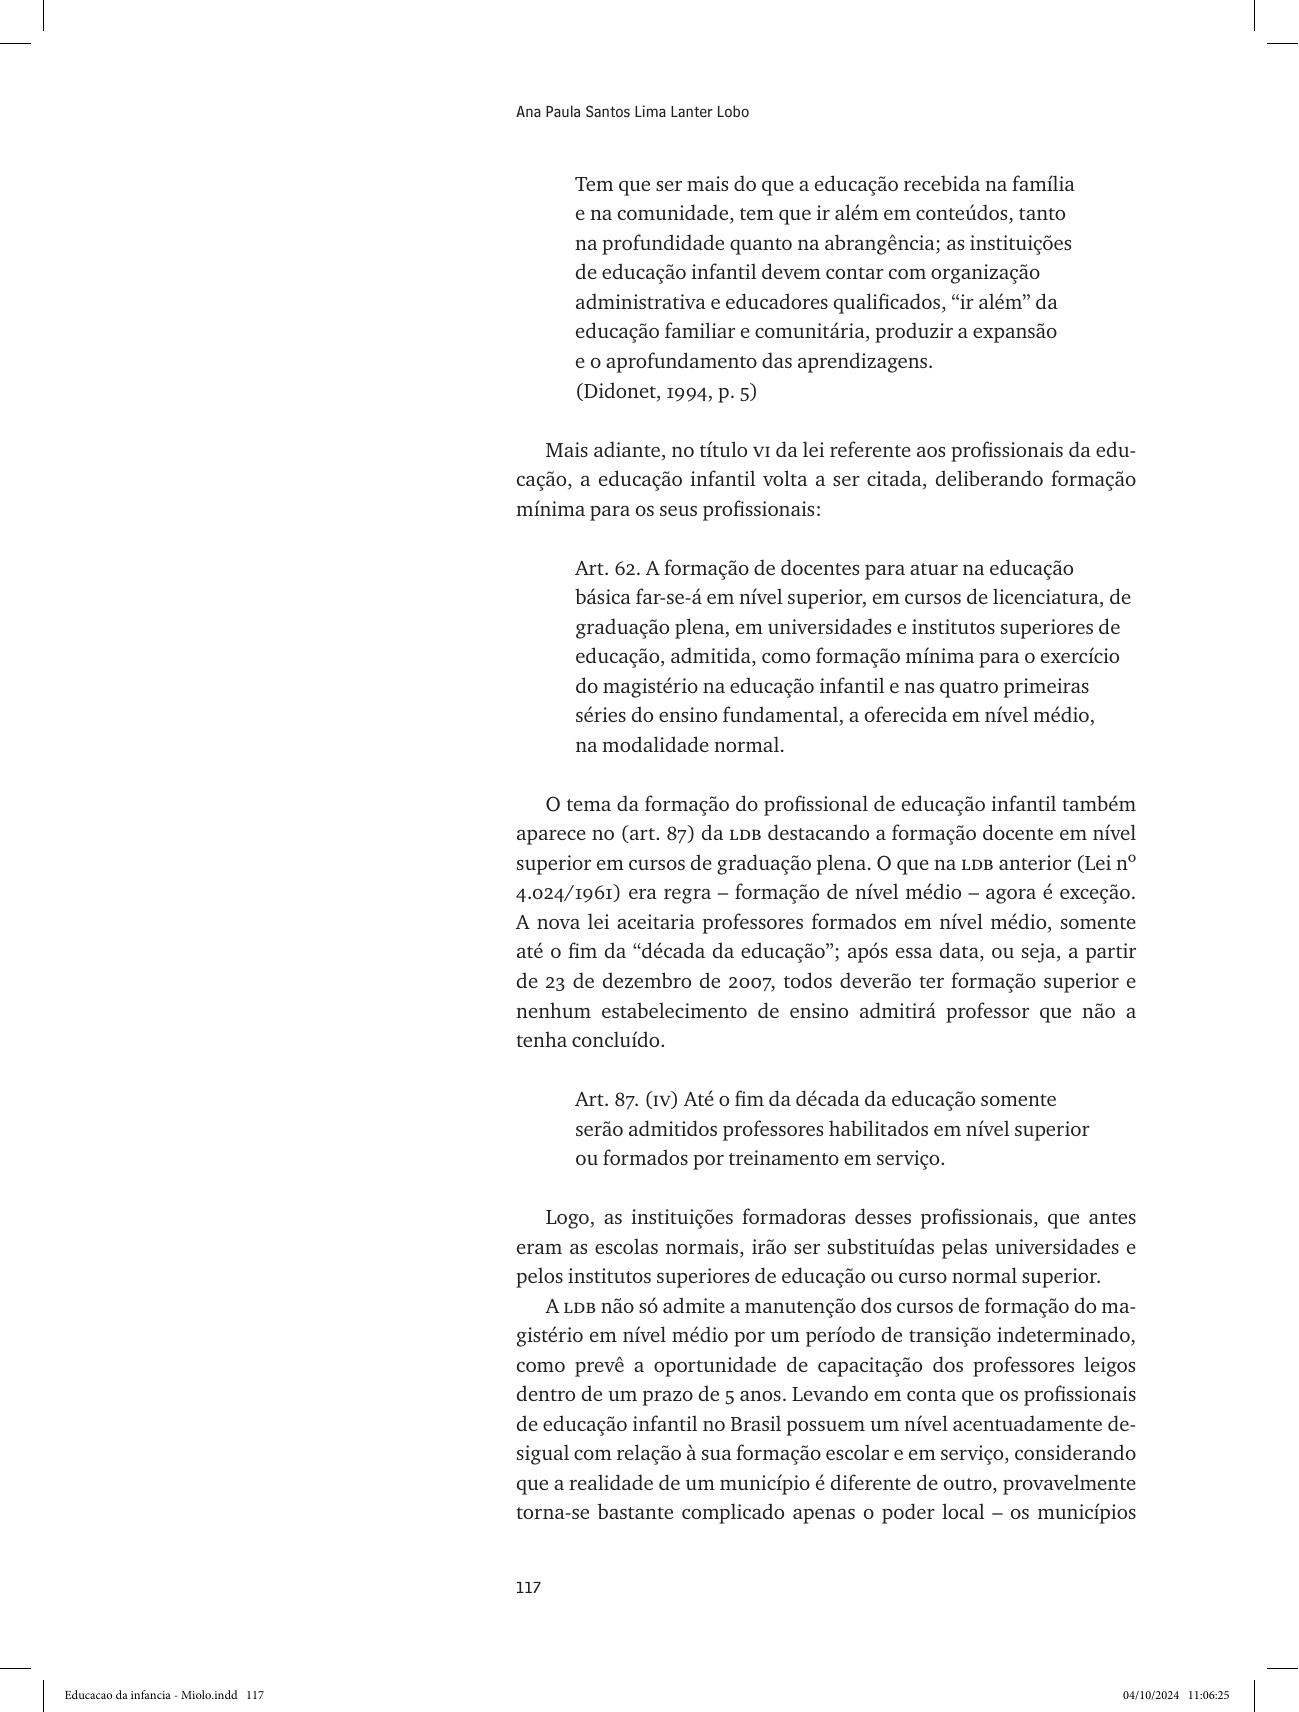 Ana Paula Santos Lima Lanter Lobo
Tem que ser mais do que a educação recebida na família
e na comunidade, tem que ir além em conteúdos, tanto
na profundidade quanto na abrangência; as instituições
de educação infantil devem contar com organização
administrativa e educadores qualificados, “ir além” da
educação familiar e comunitária, produzir a expansão
e o aprofundamento das aprendizagens.
(Didonet, 1994, p. 5)
Mais adiante, no título VI da lei referente aos profissionais da edu-
cação, a educação infantil volta a ser citada, deliberando formação
mínima para os seus profissionais:
Art. 62. A formação de docentes para atuar na educação
básica far-se-á em nível superior, em cursos de licenciatura, de
graduação plena, em universidades e institutos superiores de
educação, admitida, como formação mínima para o exercício
do magistério na educação infantil e nas quatro primeiras
séries do ensino fundamental, a oferecida em nível médio,
na modalidade normal.
O tema da formação do profissional de educação infantil também
aparece no (art. 87) da LDB destacando a formação docente em nível
superior em cursos de graduação plena. O que na LDB anterior (Lei nº
4.024/1961) era regra – formação de nível médio – agora é exceção.
A nova lei aceitaria professores formados em nível médio, somente
até o fim da “década da educação”; após essa data, ou seja, a partir
de 23 de dezembro de 2007, todos deverão ter formação superior e
nenhum estabelecimento de ensino admitirá professor que não a
tenha concluído.
Art. 87. (IV) Até o fim da década da educação somente
serão admitidos professores habilitados em nível superior
ou formados por treinamento em serviço.
Logo, as instituições formadoras desses profissionais, que antes
eram as escolas normais, irão ser substituídas pelas universidades e
pelos institutos superiores de educação ou curso normal superior.
A LDB não só admite a manutenção dos cursos de formação do ma-
gistério em nível médio por um período de transição indeterminado,
como prevê a oportunidade de capacitação dos professores leigos
dentro de um prazo de 5 anos. Levando em conta que os profissionais
de educação infantil no Brasil possuem um nível acentuadamente de-
sigual com relação à sua formação escolar e em serviço, considerando
que a realidade de um município é diferente de outro, provavelmente
torna-se bastante complicado apenas o poder local – os municípios
117
Educacao da infancia - Miolo.indd 117
04/10/2024 11:06:25